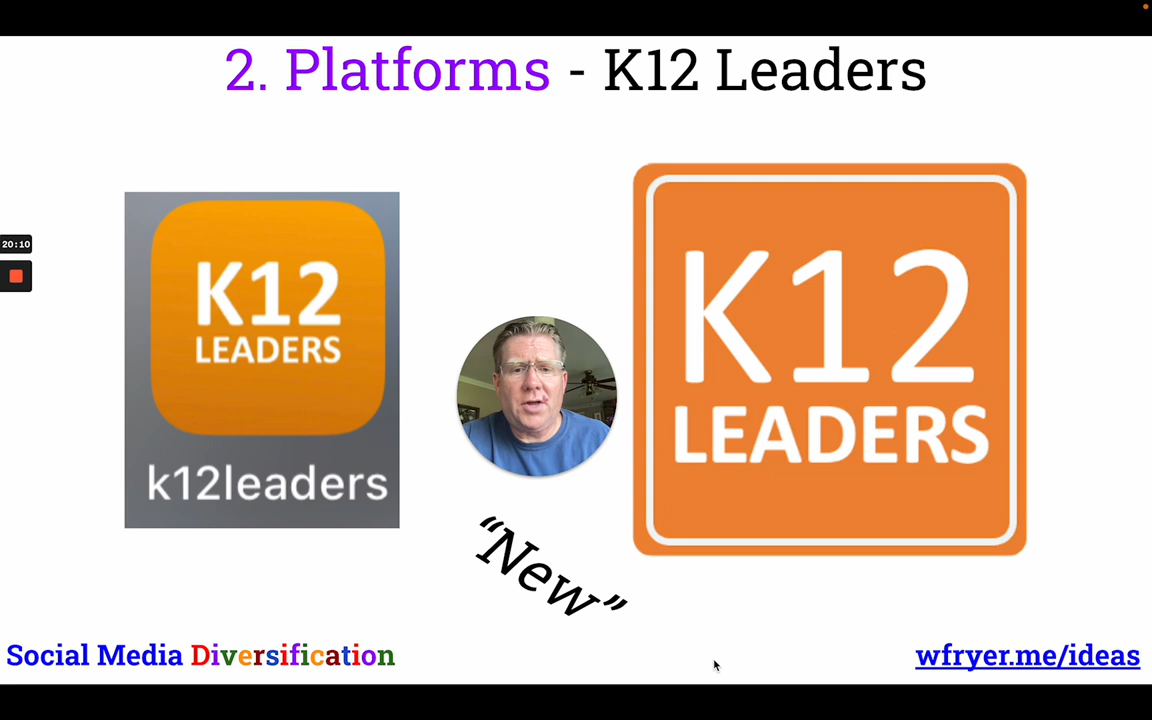 2. Platforms - K12 Leaders
20:10
K12
LEADERS
k12leaders
K12
LEADERS
“New”
Social Media Diversification
wfryer.me/ideas